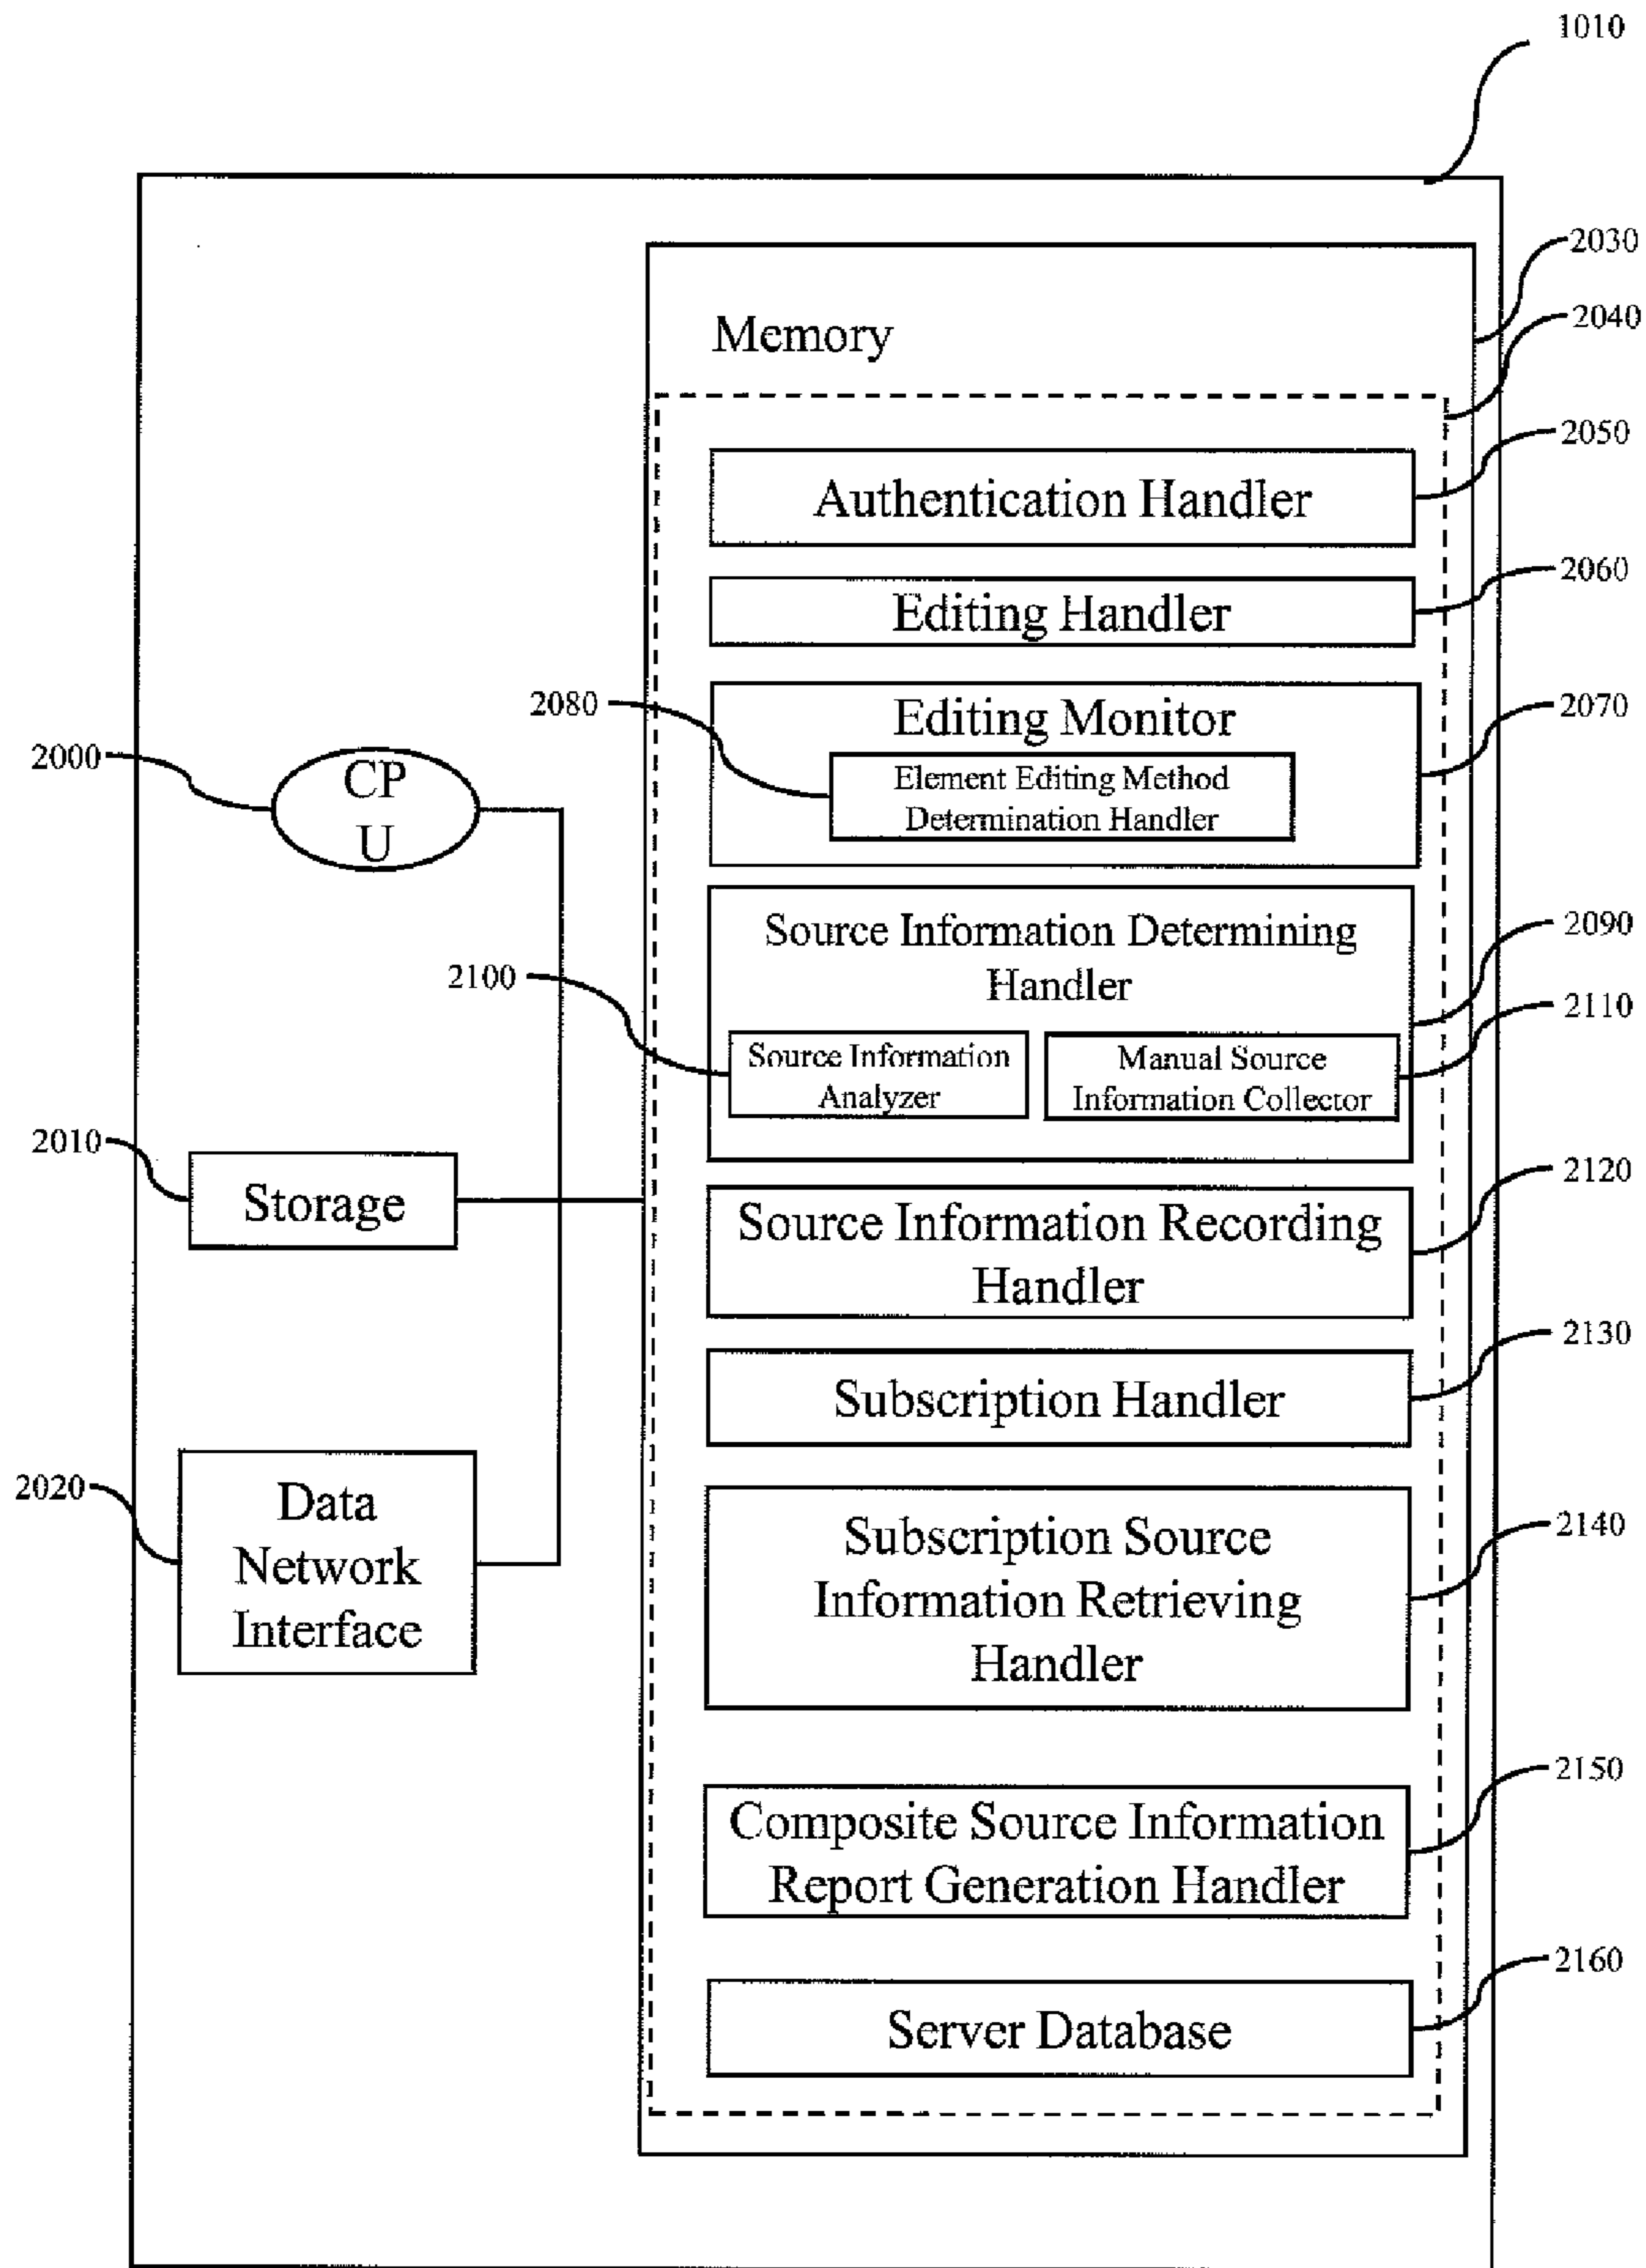 1010
2030
2040
Memory
2050
Authentication Handler
2060
Editing Handler
2080
2070
Editing Monitor
Element Editing Method
Determination Handler
2000
CP
U
2090
Source Information Determining
Handler
2100
2110
Source Information
Analyzer
Manual Source
Information Collector
2010
Storage
2120
Source Information Recording
Handler
2130
Subscription Handler
2020
Data
Network
Interface
2140
Subscription Source
Information Retrieving
Handler
2150
Composite Source Information
Report Generation Handler
2160
Server Database